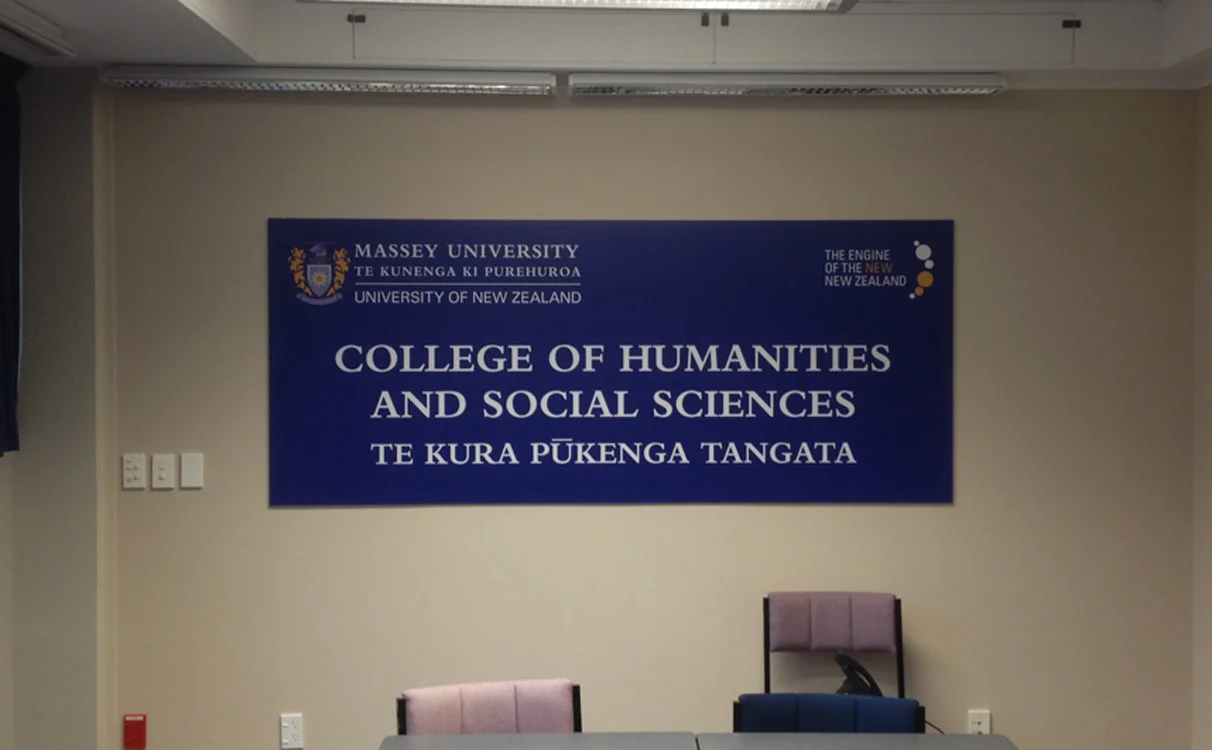 MASSEY UNIVERSITY
TE KUNENGA KI PUREHUROA
UNIVERSITY OF NEW ZEALAND
THE ENGINE
OF THE NEW
NEW ZEALAND
COLLEGE OF HUMANITIES
AND SOCIAL SCIENCES
TE KURA PŪKENGA TANGATA